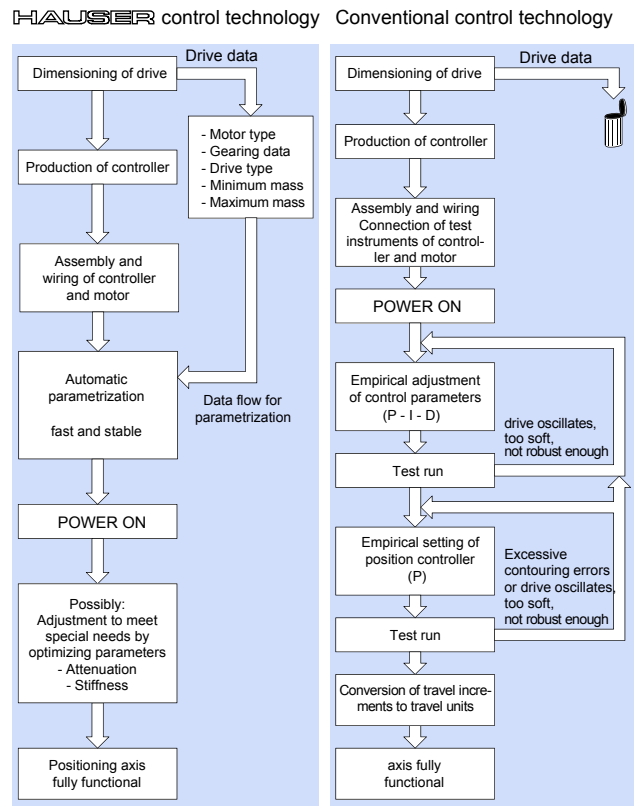 HAUSER control technology
Drive data
Dimensioning of drive
- Motor type
- Gearing data
- Drive type
- Minimum mass
- Maximum mass
Production of controller
Assembly and
wiring of controller
and motor
Automatic
parametrization
fast and stable
Data flow for
parametrization
POWER ON
Possibly:
Adjustment to meet
special needs by
optimizing parameters
- Attenuation
- Stiffness
Positioning axis
fully functional
Conventional control technology
Drive data
Dimensioning of drive
Production of controller
Assembly and wiring
Connection of test
instruments of control-
ler and motor
POWER ON
Empirical adjustment
of control parameters
(P - I - D)
drive oscillates,
too soft,
not robust enough
Test run
Empirical setting of
position controller
(P)
Excessive
contouring errors
or drive oscillates,
too soft,
not robust enough
Test run
Conversion of travel incre-
ments to travel units
axis fully
functional